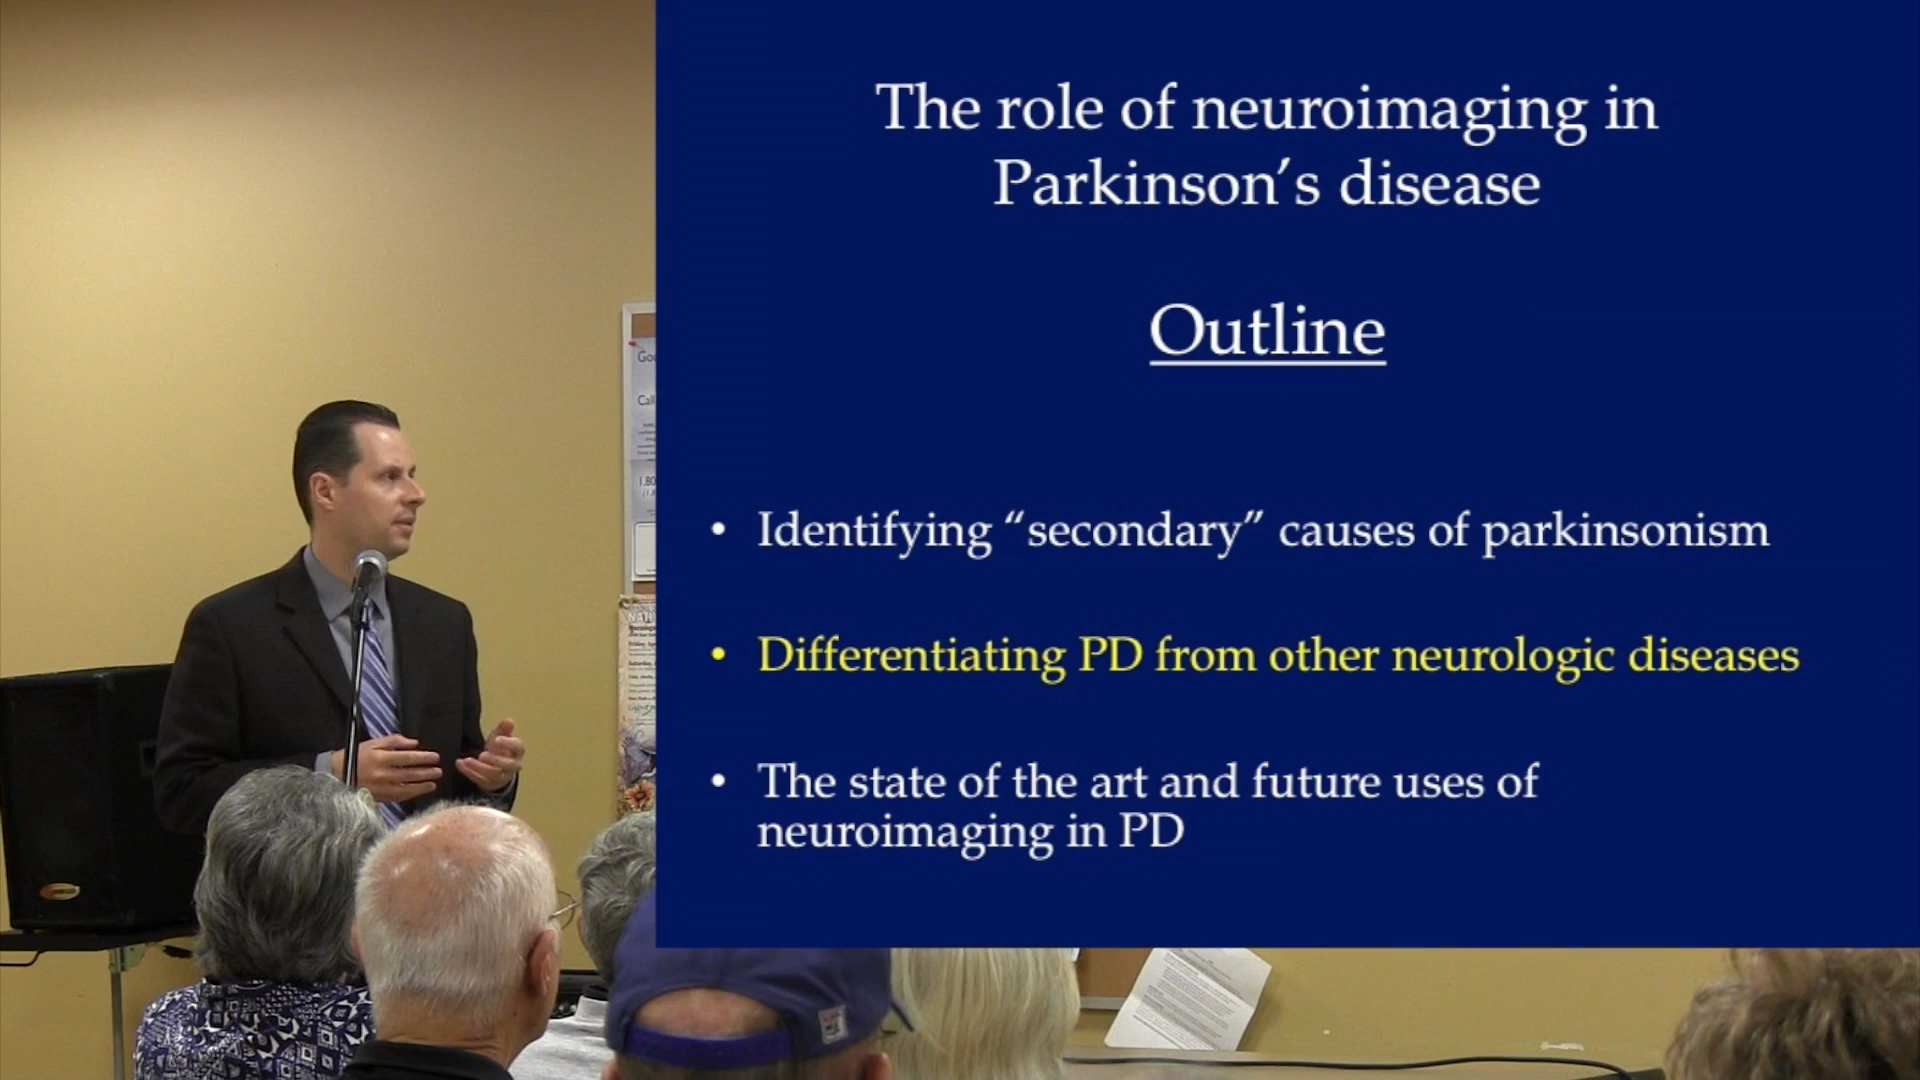 The role of neuroimaging in
Parkinson’s disease
Outline
• Identifying “secondary” causes of parkinsonism
• Differentiating PD from other neurologic diseases
• The state of the art and future uses of
neuroimaging in PD
Call